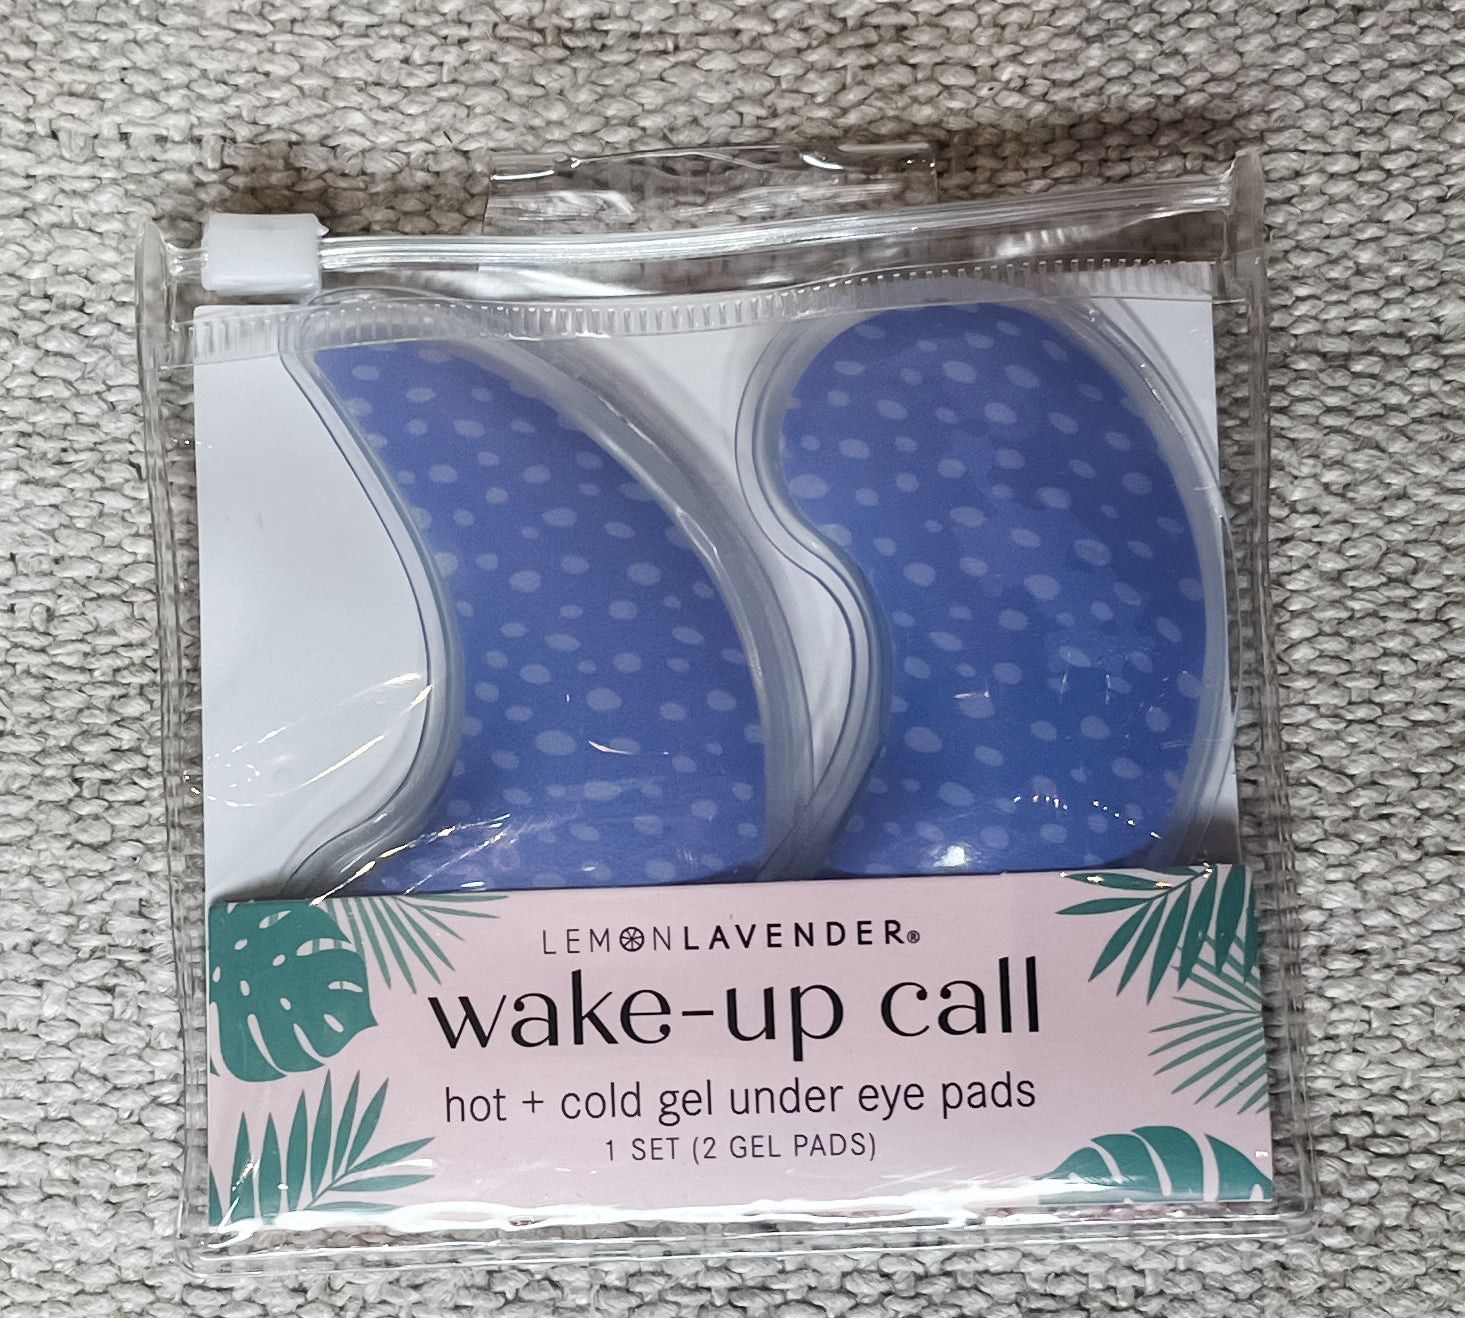 LEMONLAVENDER®
wake-up call
hot + cold gel under eye pads
1 SET (2 GEL PADS)